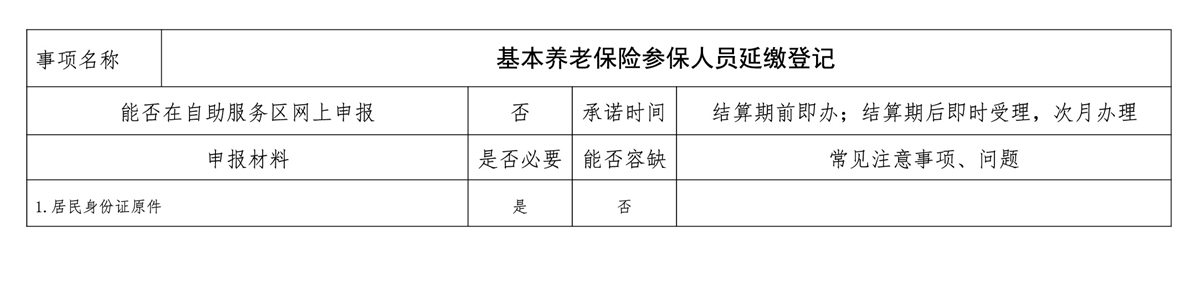 事项名称 基本养老保险参保人员延缴登记
能否在自助服务区网上申报 否 承诺时间 结算期前即办；结算期后即时受理，次月办理
申报材料 是否必要 能否容缺 常见注意事项、问题
1.居民身份证原件 是 否